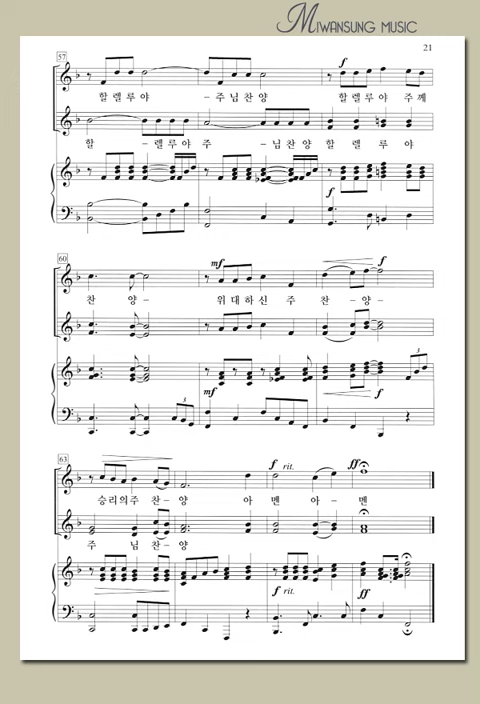 MIWANSUNG MUSIC
21
57
f
할렐루야 - 주님찬양 할렐루야 주께
할 - 렐루야 주 - 님찬양 할렐루야
f
60
mf f
찬 양 - 위대하신 주 찬 - 양 -
mf f
3 3
63
f rit. ff
승리의주 찬 - 양 아 멘 아 - 멘
주 님찬양
f rit. ff